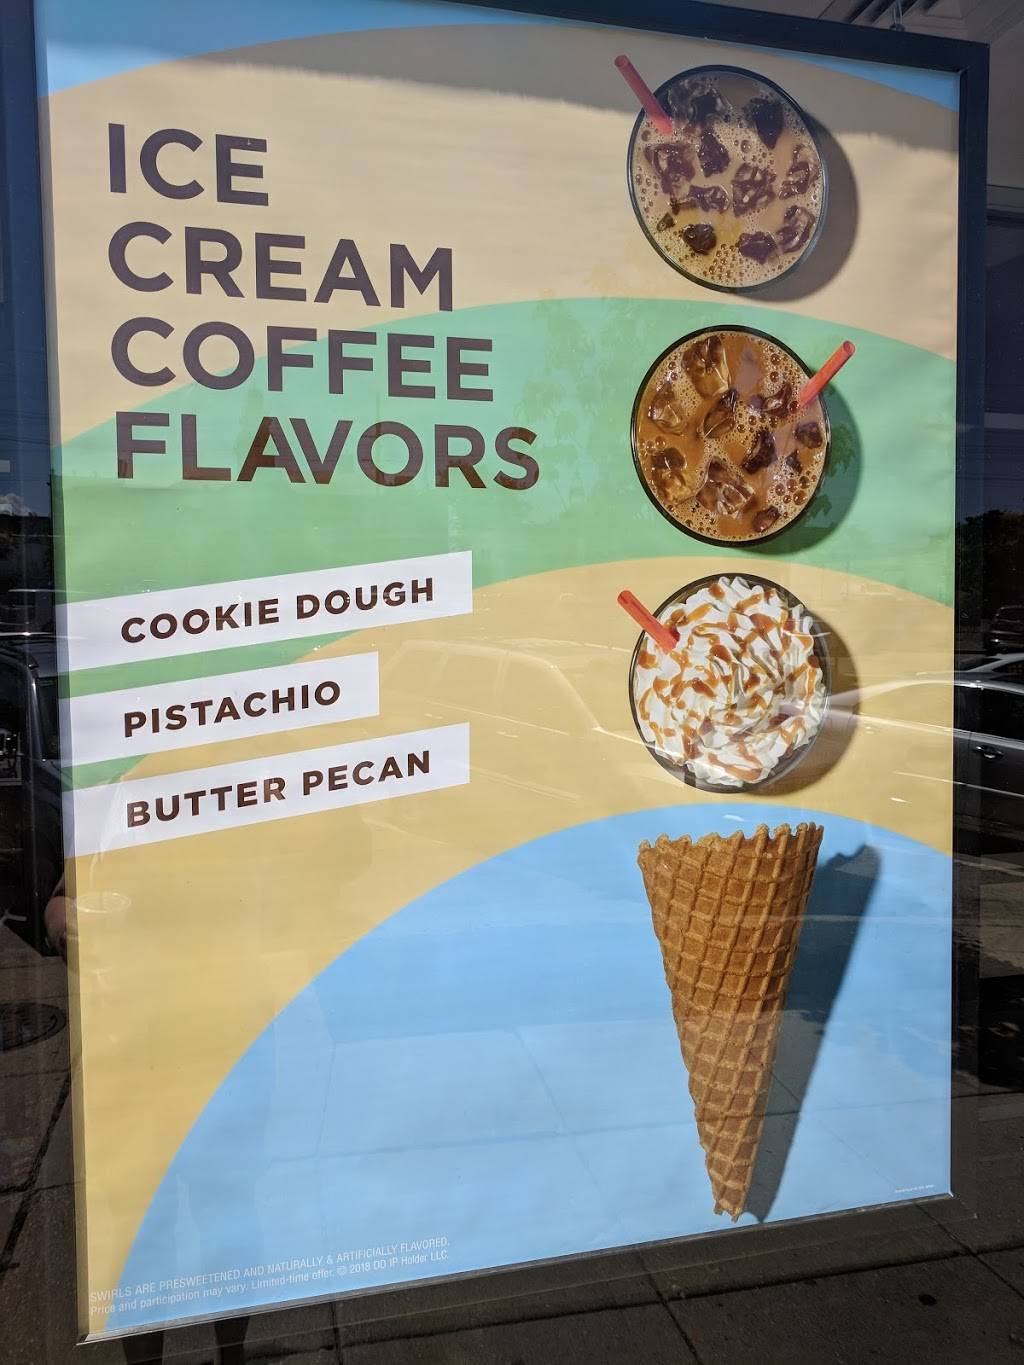 ICE
CREAM
COFFEE
FLAVORS
COOKIE DOUGH
PISTACHIO
BUTTER PECAN
SWIRLS ARE PRESWEETENED AND NATURALLY & ARTIFICIALLY FLAVORED.
Price and participation may vary. Limited-time offer. © 2018 DD IP Holder LLC.